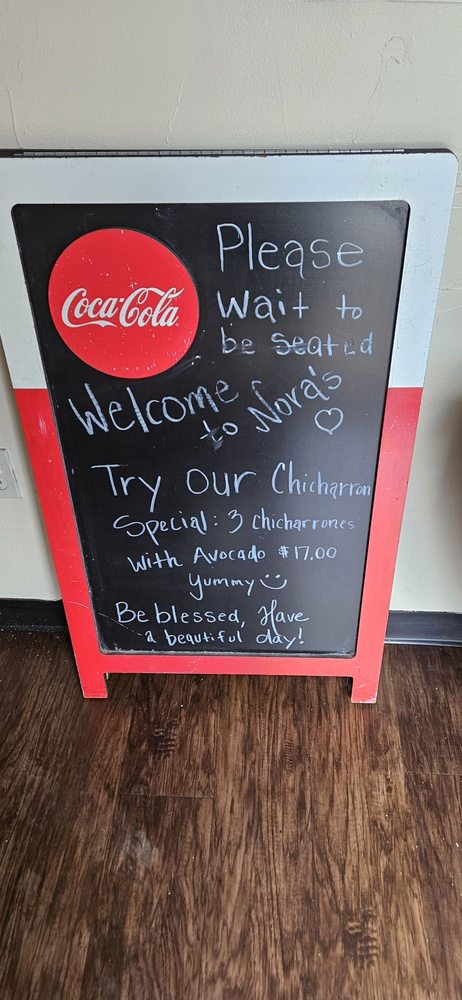 Coca-Cola
Please
Wait to
be seated
Welcome
to Nora's
Try our Chicharron
Special: 3 Chicharrones
with Avocado $17.00
Yummy
Be blessed, Have
a beautiful day!